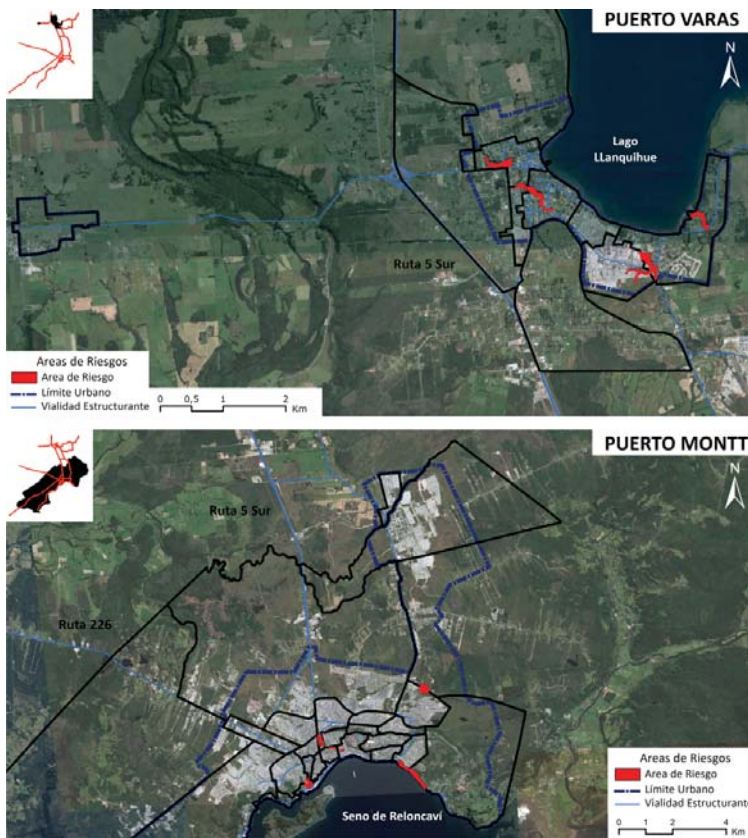 PUERTO VARAS
N
Lago
LLanquihue
Ruta 5 Sur
Areas de Riesgos
Area de Riesgo
Límite Urbano
Vialidad Estructurante
0 0,5 1 2
Km
PUERTO MONTT
N
Ruta 5 Sur
Ruta 226
Seno de Reloncaví
Areas de Riesgos
Area de Riesgo
Límite Urbano
Vialidad Estructurante
0 1 2 4
Km